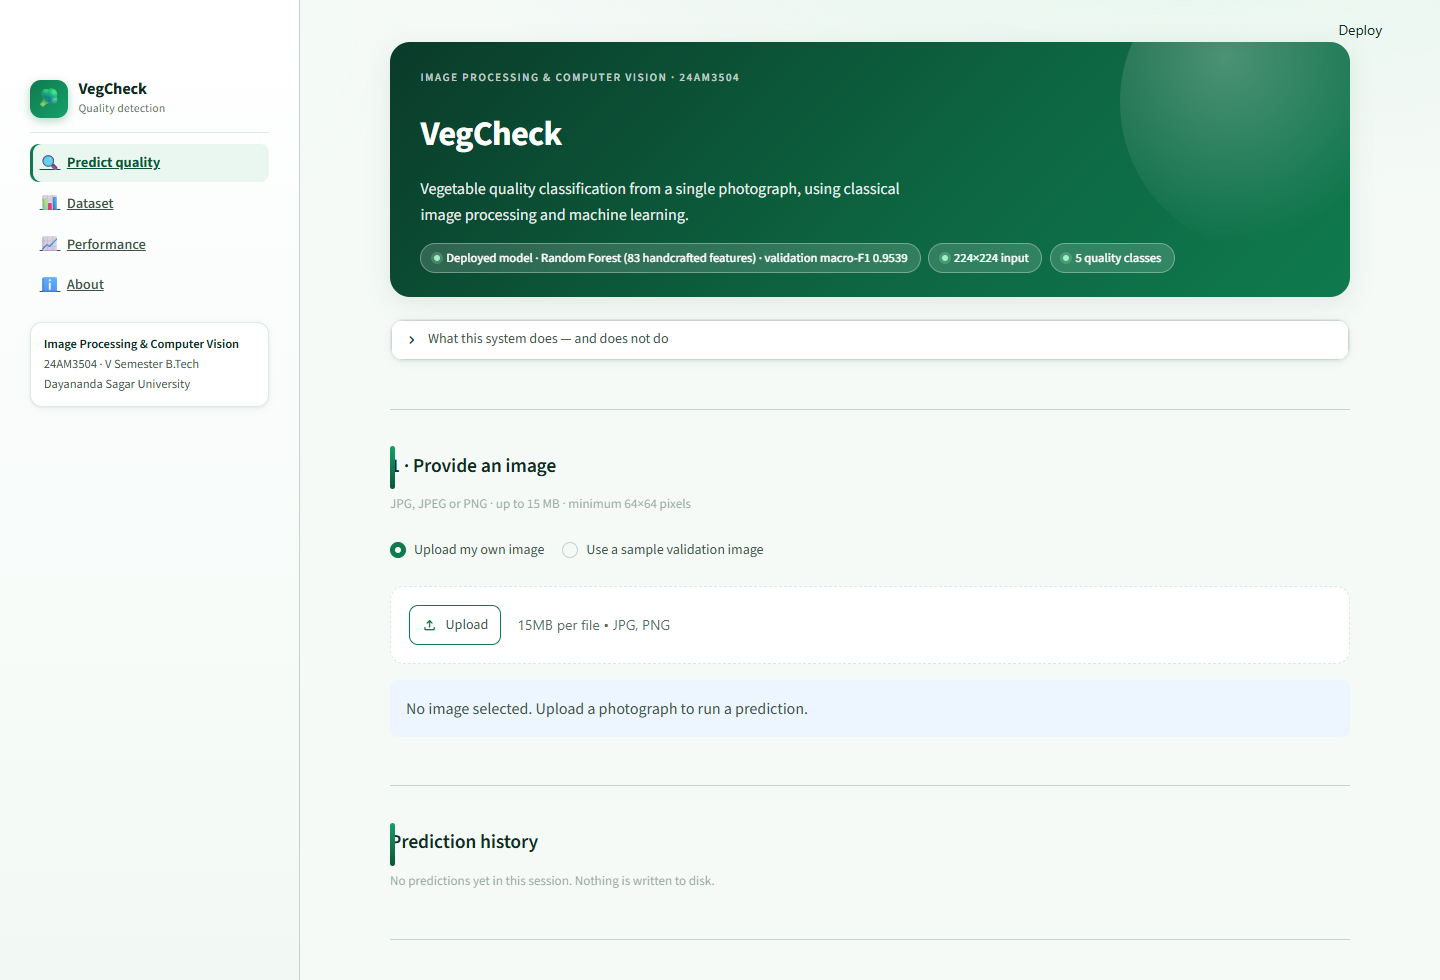 Deploy
VegCheck
Quality detection
Predict quality
Dataset
Performance
About
Image Processing & Computer Vision
24AM3504 · V Semester B.Tech
Dayananda Sagar University
IMAGE PROCESSING & COMPUTER VISION · 24AM3504
VegCheck
Vegetable quality classification from a single photograph, using classical
image processing and machine learning.
Deployed model · Random Forest (83 handcrafted features) · validation macro-F1 0.9539
224×224 input
5 quality classes
What this system does — and does not do
1 · Provide an image
JPG, JPEG or PNG · up to 15 MB · minimum 64×64 pixels
Upload my own image
Use a sample validation image
Upload
15MB per file • JPG, PNG
No image selected. Upload a photograph to run a prediction.
Prediction history
No predictions yet in this session. Nothing is written to disk.